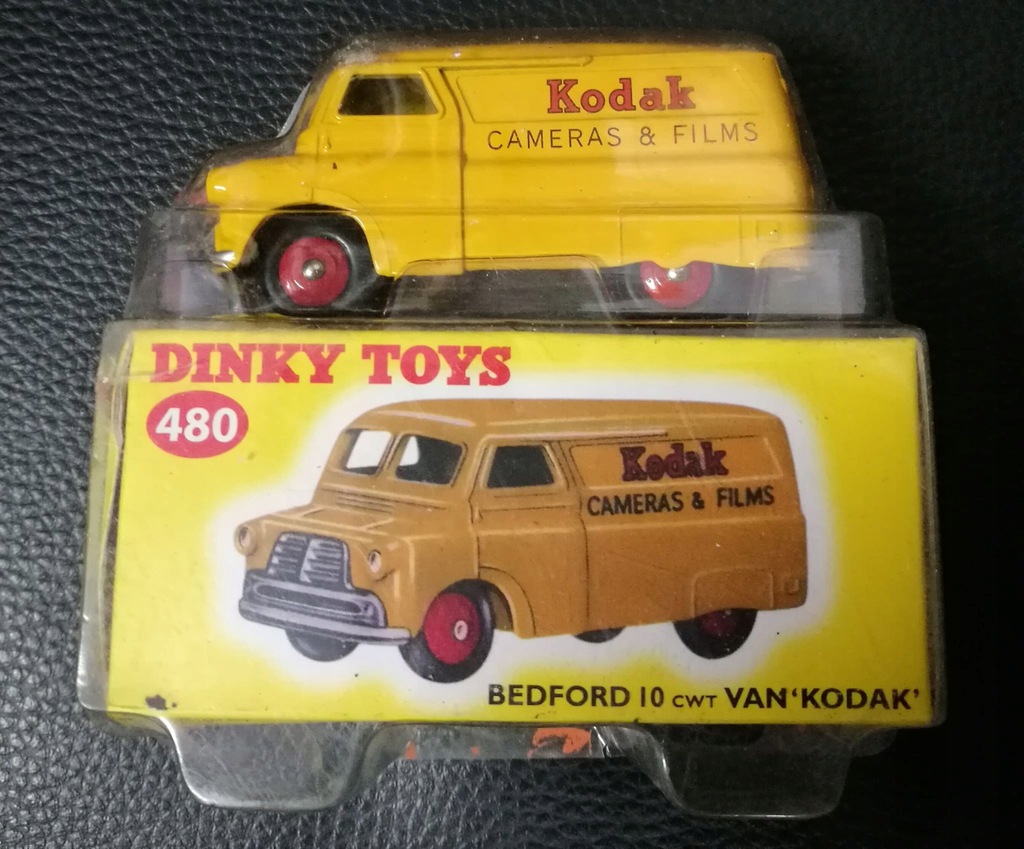 Kodak
CAMERAS & FILMS
DINKY TOYS
480
Kodak
CAMERAS & FILMS
BEDFORD 10 CWT VAN 'KODAK'